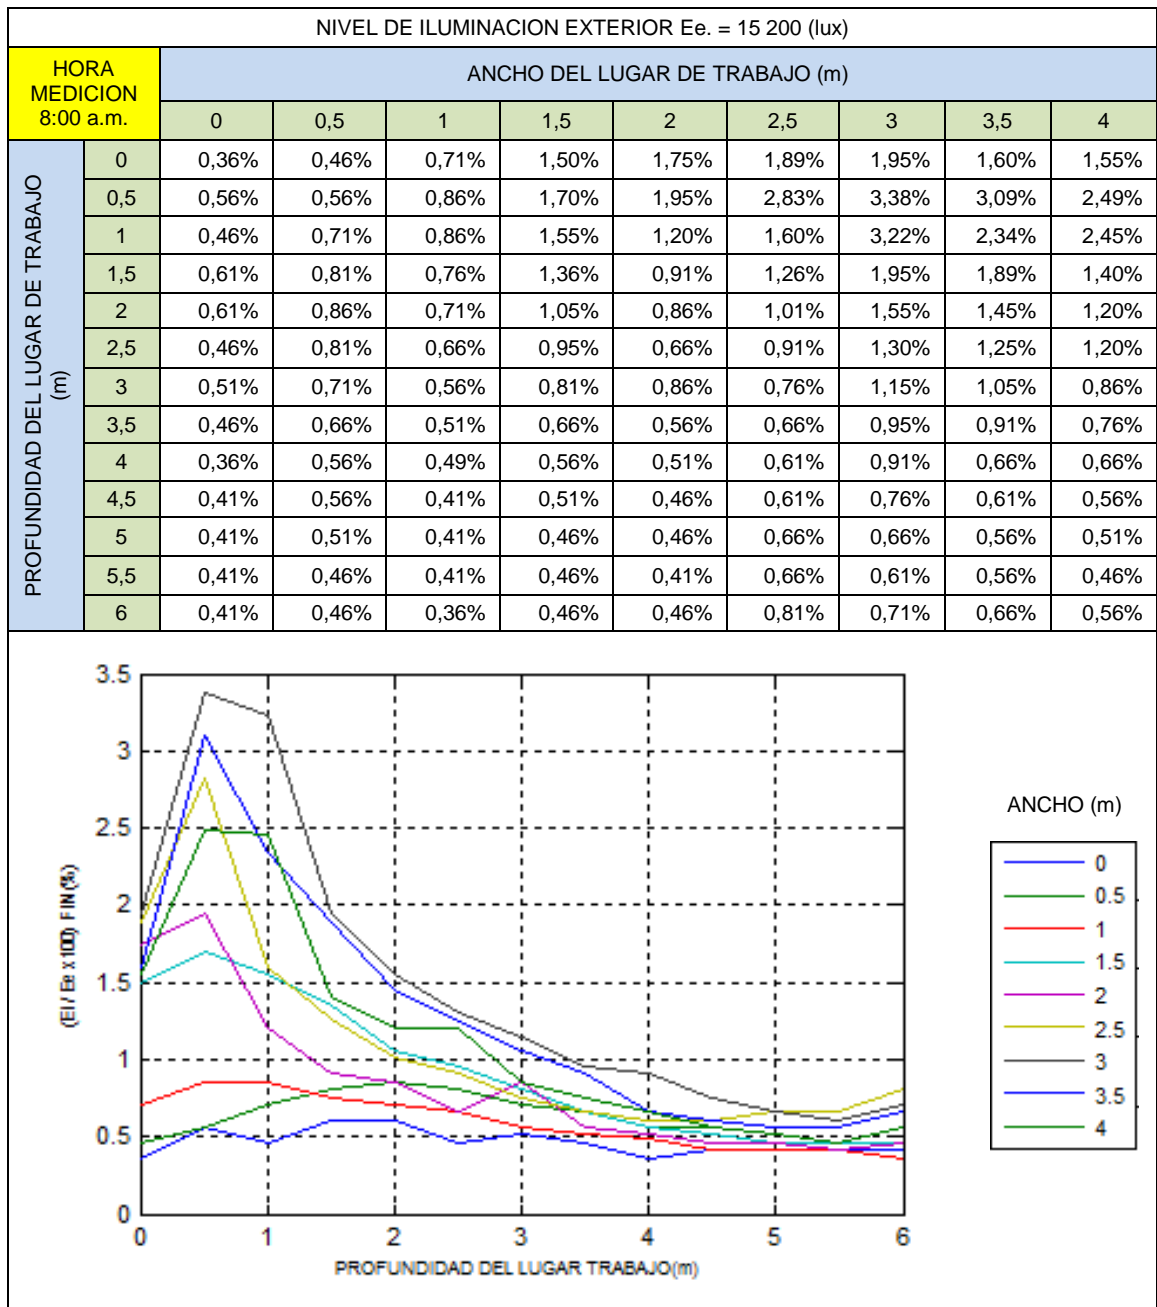 NIVEL DE ILUMINACION EXTERIOR Ee. = 15 200 (lux)
HORA MEDICION 8:00 a.m.
ANCHO DEL LUGAR DE TRABAJO (m)
0 0,5 1 1,5 2 2,5 3 3,5 4
PROFUNDIDAD DEL LUGAR DE TRABAJO (m)
0 0,36% 0,46% 0,71% 1,50% 1,75% 1,89% 1,95% 1,60% 1,55%
0,5 0,56% 0,56% 0,86% 1,70% 1,95% 2,83% 3,38% 3,09% 2,49%
1 0,46% 0,71% 0,86% 1,55% 1,20% 1,60% 3,22% 2,34% 2,45%
1,5 0,61% 0,81% 0,76% 1,36% 0,91% 1,26% 1,95% 1,89% 1,40%
2 0,61% 0,86% 0,71% 1,05% 0,86% 1,01% 1,55% 1,45% 1,20%
2,5 0,46% 0,81% 0,66% 0,95% 0,66% 0,91% 1,30% 1,25% 1,20%
3 0,51% 0,71% 0,56% 0,81% 0,86% 0,76% 1,15% 1,05% 0,86%
3,5 0,46% 0,66% 0,51% 0,66% 0,56% 0,66% 0,95% 0,91% 0,76%
4 0,36% 0,56% 0,49% 0,56% 0,51% 0,61% 0,91% 0,66% 0,66%
4,5 0,41% 0,56% 0,41% 0,51% 0,46% 0,61% 0,76% 0,61% 0,56%
5 0,41% 0,51% 0,41% 0,46% 0,46% 0,66% 0,66% 0,56% 0,51%
5,5 0,41% 0,46% 0,41% 0,46% 0,41% 0,66% 0,61% 0,56% 0,46%
6 0,41% 0,46% 0,36% 0,46% 0,46% 0,81% 0,71% 0,66% 0,56%
(EI / Ee x 100) FIN (%)
3.5
3
2.5
2
1.5
1
0.5
0
0 1 2 3 4 5 6
PROFUNDIDAD DEL LUGAR TRABAJO(m)
ANCHO (m)
0
0.5
1
1.5
2
2.5
3
3.5
4